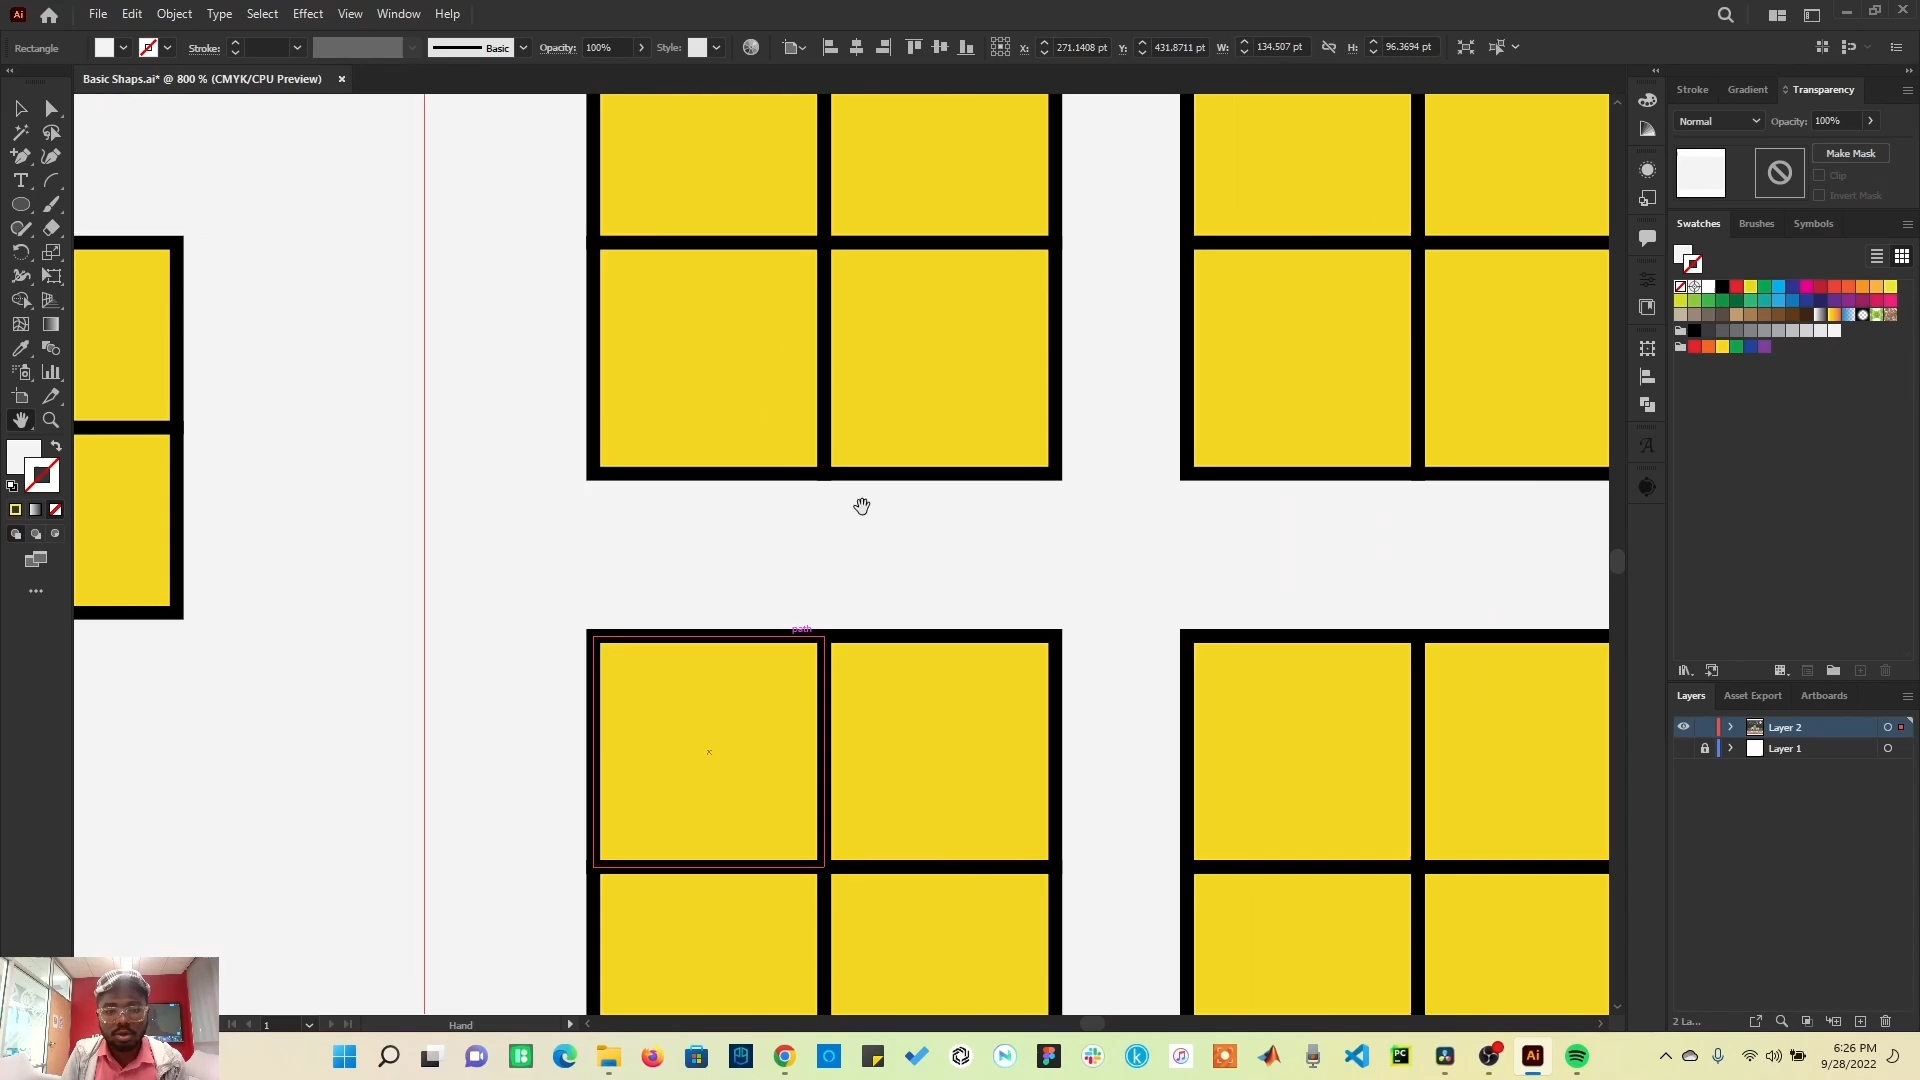 Ai File Edit Object Type Select Effect View Window Help
Rectangle Stroke: Basic Opacity: 100% Style: X: 271.1408 pt Y: 431.8711 pt W: 134.507 pt H: 96.3694 pt
Basic Shaps.ai* @ 800 % (CMYK/CPU Preview) ×
Stroke Gradient Transparency
Normal Opacity: 100%
Make Mask
Clip
Invert Mask
Swatches Brushes Symbols
path
Layers Asset Export Artboards
Layer 2
Layer 1
1 Hand
2 La...
6:26 PM
9/28/2022